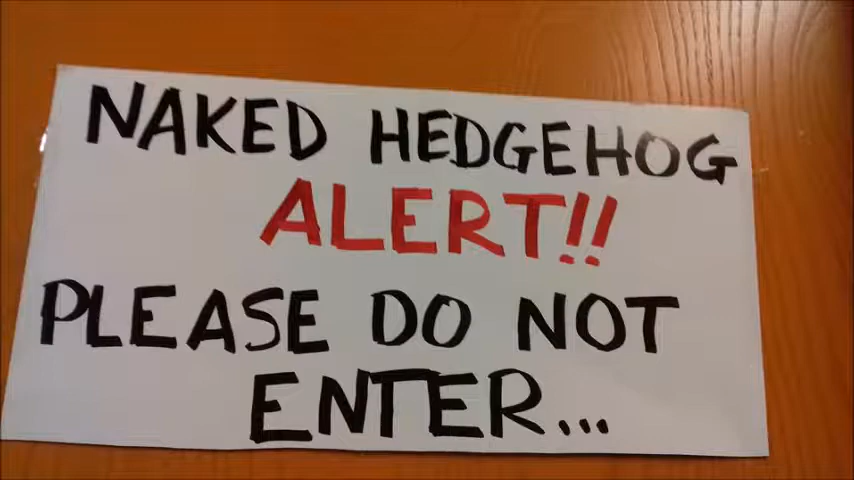 NAKED HEDGEHOG
ALERT!!
PLEASE DO NOT
ENTER...